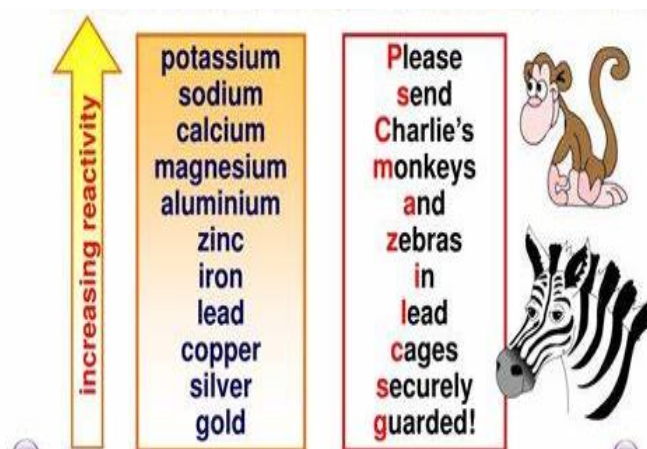 increasing reactivity
potassium
sodium
calcium
magnesium
aluminium
zinc
iron
lead
copper
silver
gold
Please
send
Charlie's
monkeys
and
zebras
in
lead
cages
securely
guarded!